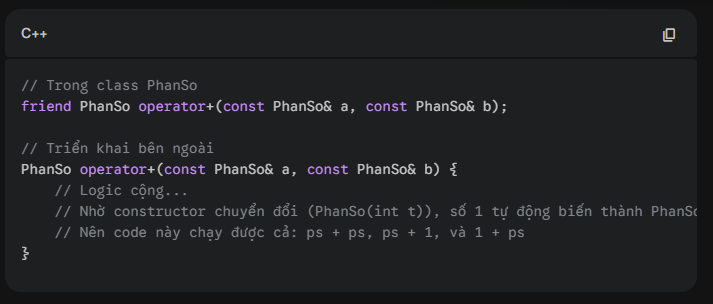 C++
// Trong class PhanSo
friend PhanSo operator+(const PhanSo& a, const PhanSo& b);
// Triển khai bên ngoài
PhanSo operator+(const PhanSo& a, const PhanSo& b) {
// Logic cộng...
// Nhờ constructor chuyển đổi (PhanSo(int t)), số 1 tự động biến thành PhanSo
// Nên code này chạy được cả: ps + ps, ps + 1, và 1 + ps
}